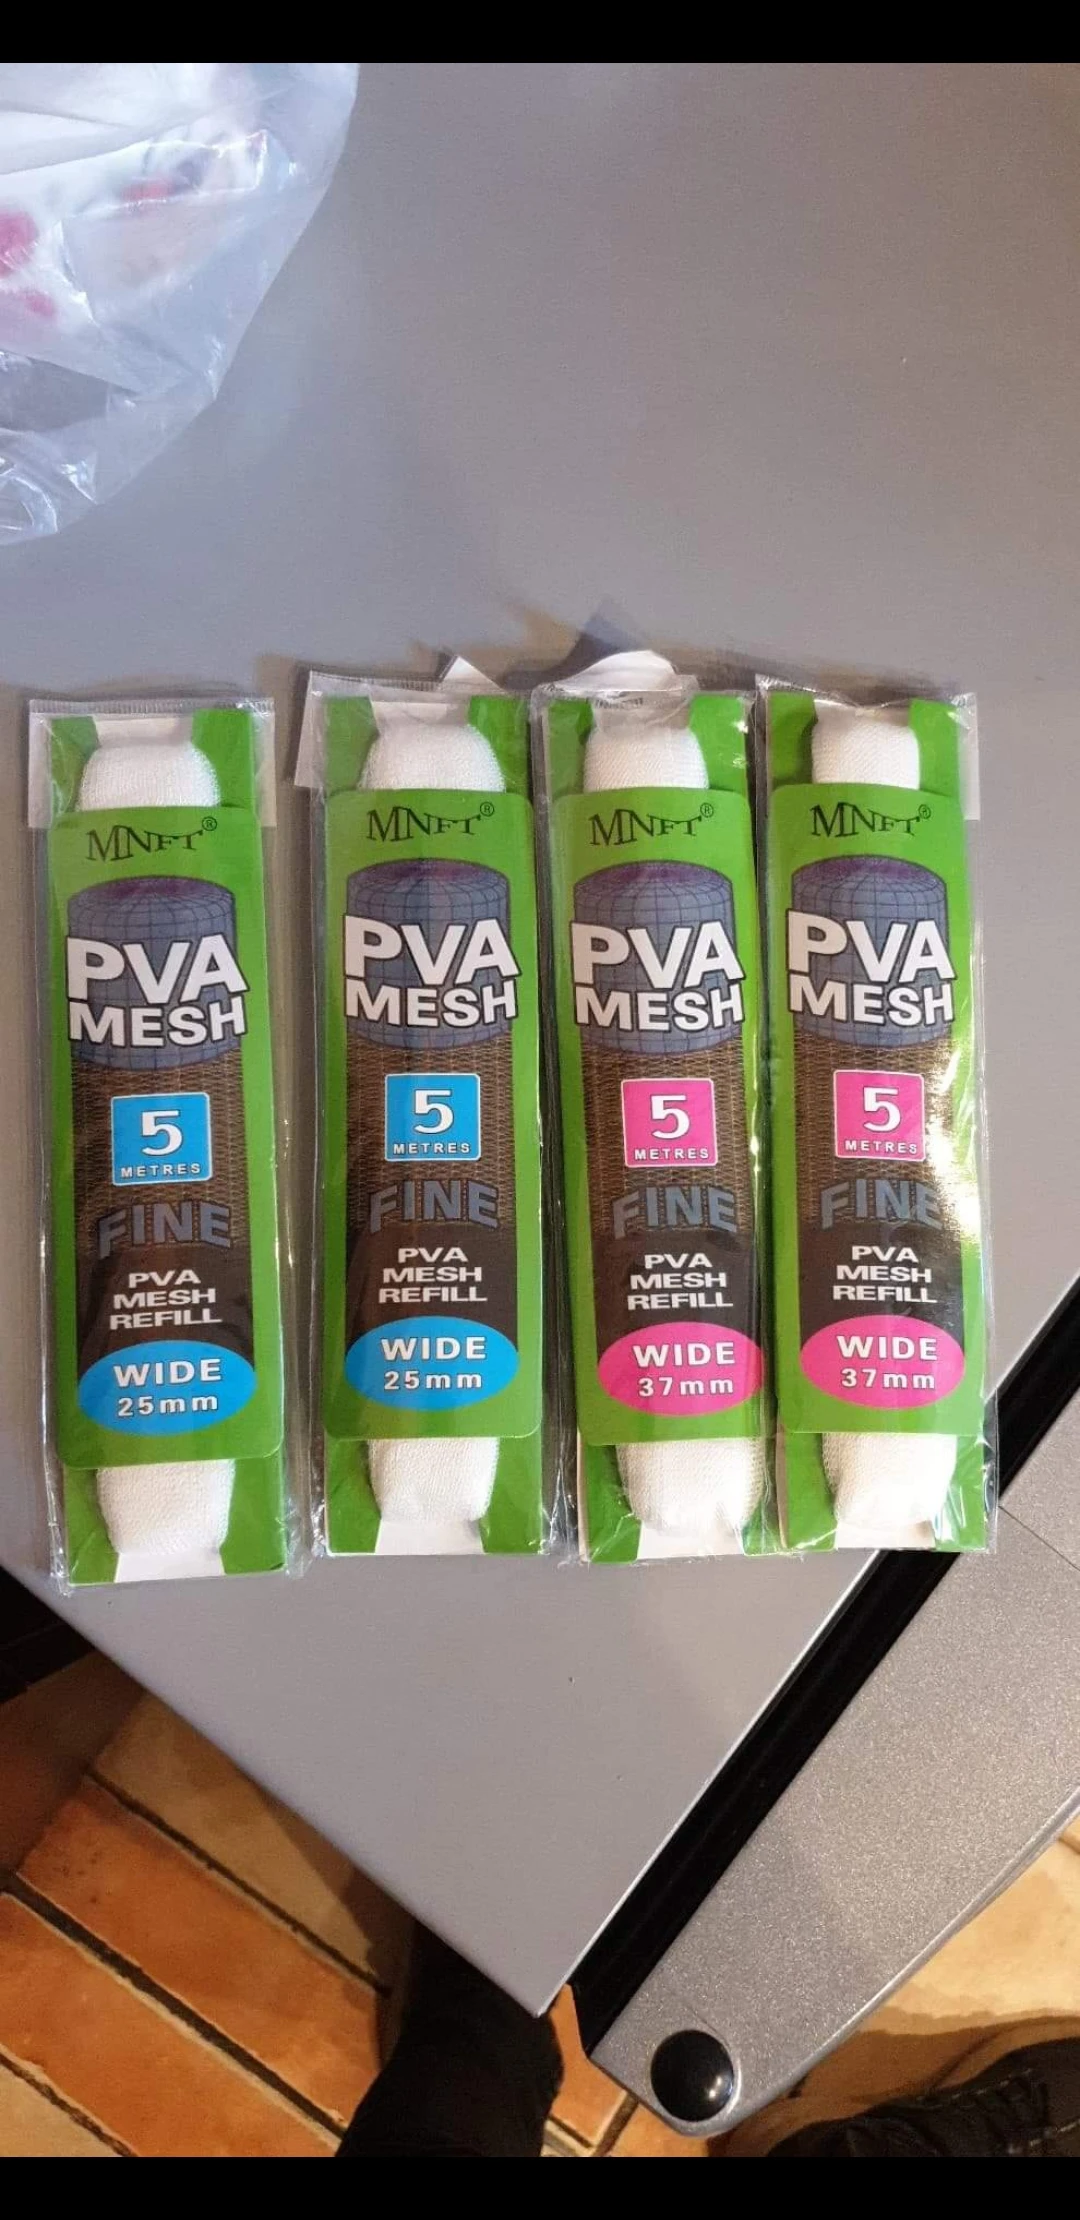 MNFT®
PVA
MESH
5
METRES
FINE
PVA
MESH
REFILL
WIDE
25mm
MNFT®
PVA
MESH
5
METRES
FINE
PVA
MESH
REFILL
WIDE
25mm
MNFT®
PVA
MESH
5
METRES
FINE
PVA
MESH
REFILL
WIDE
37mm
MNFT®
PVA
MESH
5
METRES
FINE
PVA
MESH
REFILL
WIDE
37mm